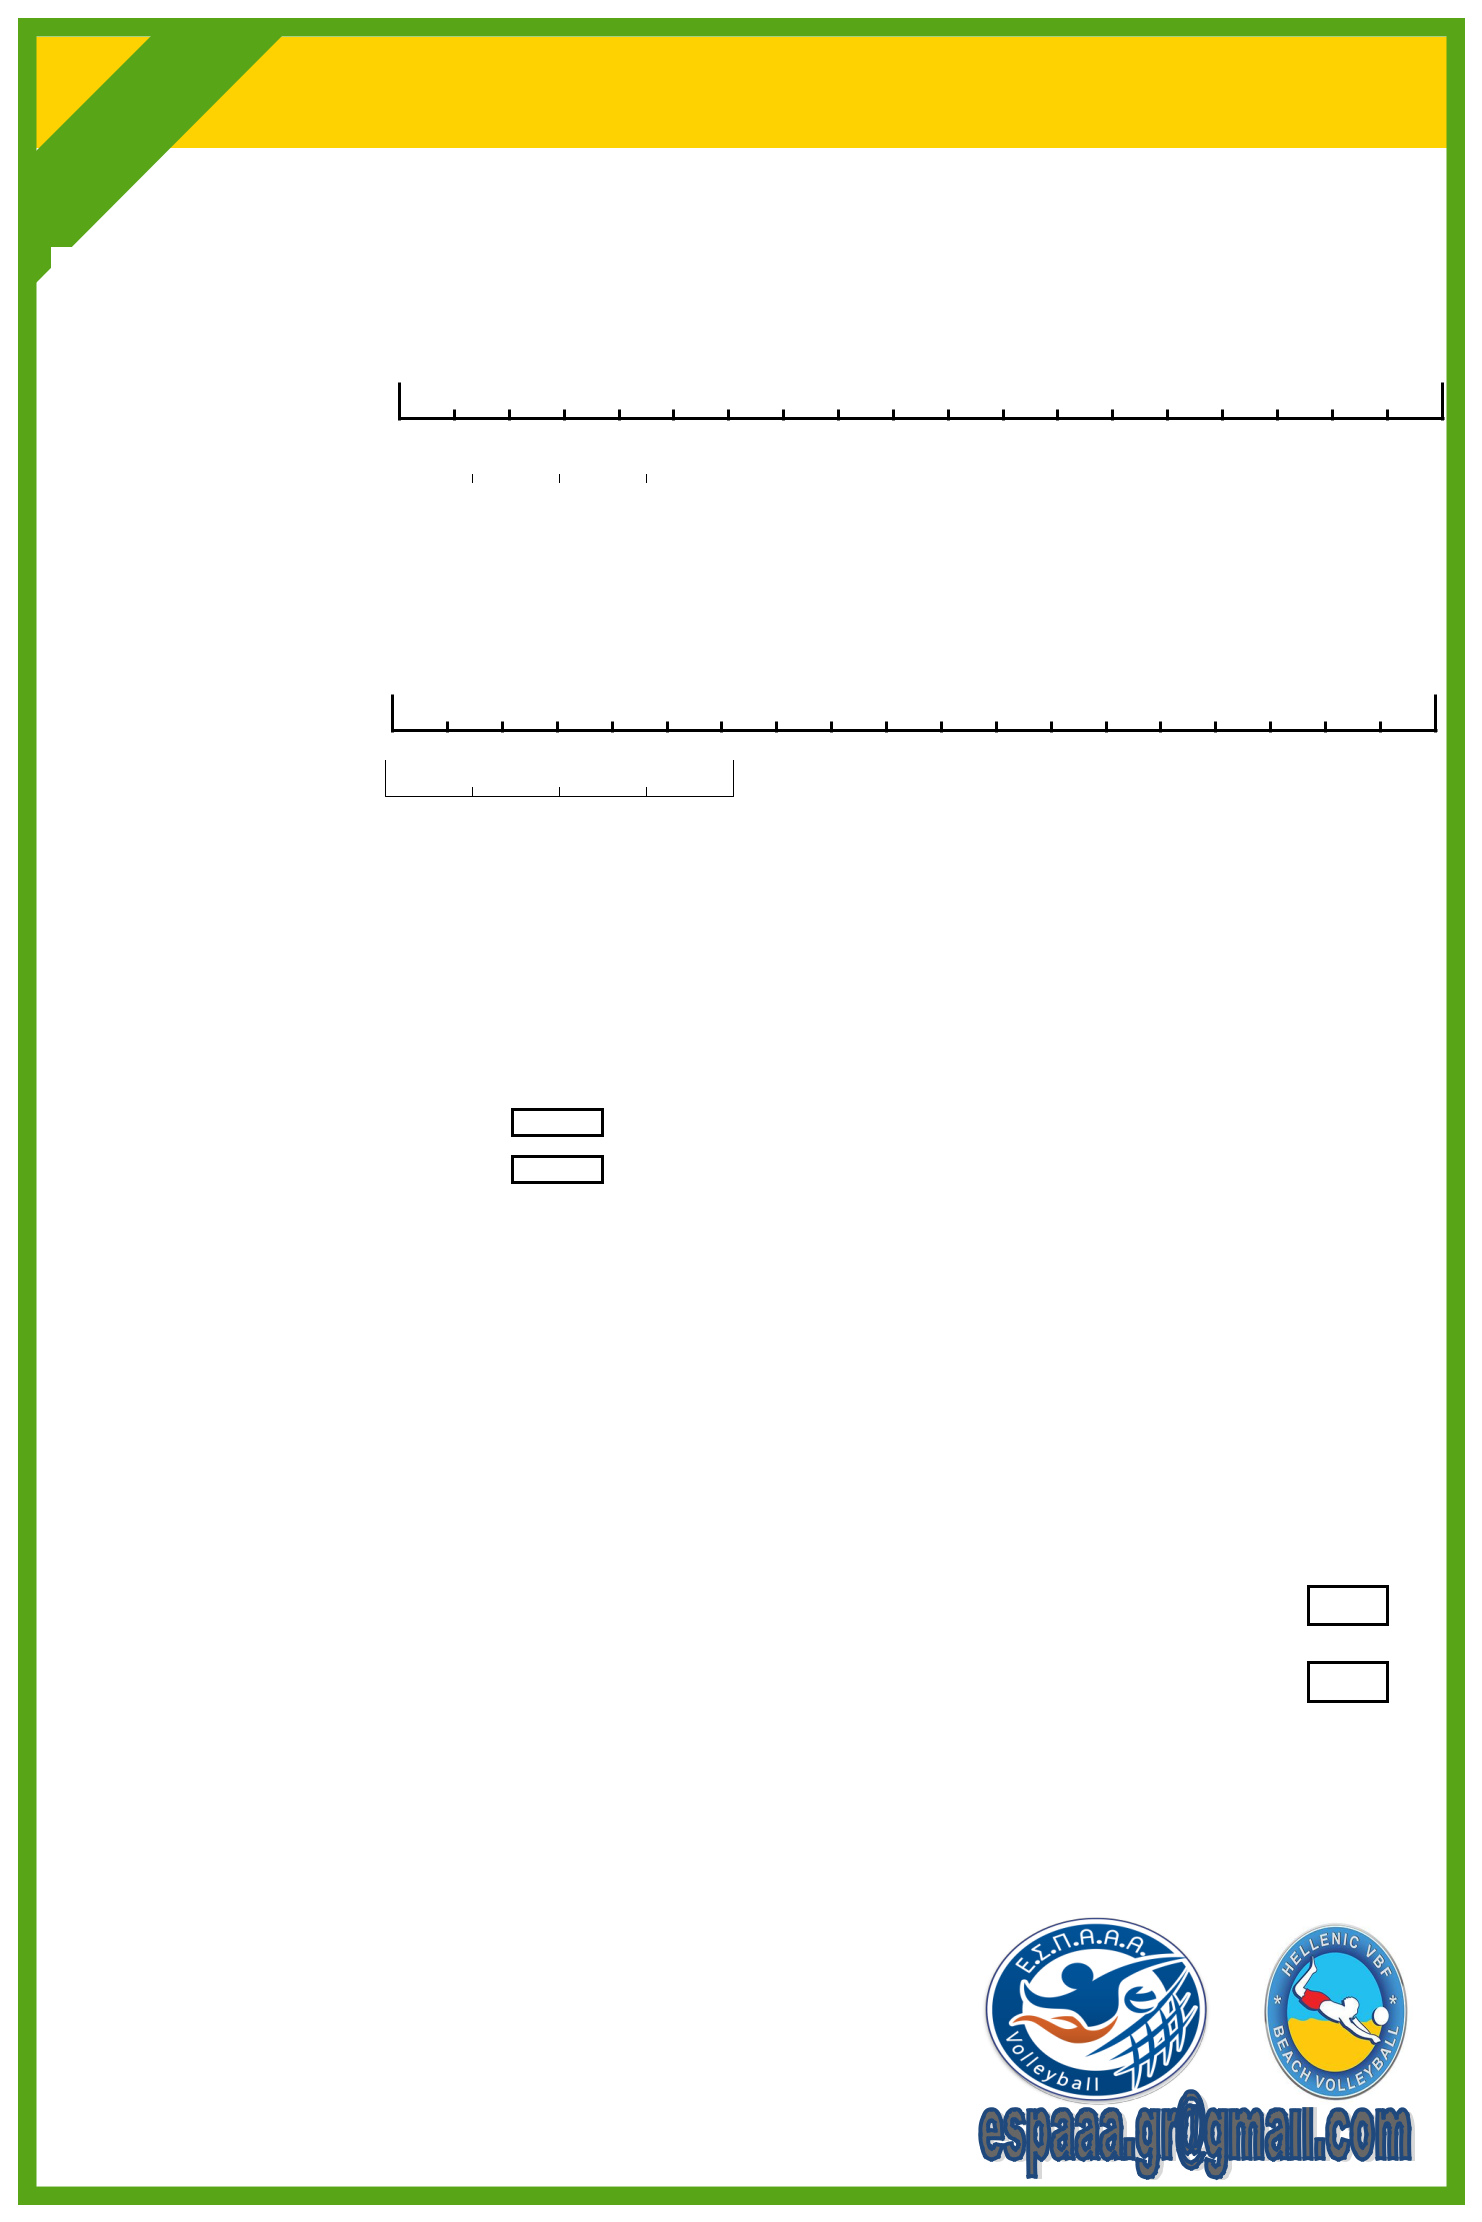 Ε.Σ.Π.Α.Α.Α.
Volleyball
* HELLENIC VBF *
BEACH VOLLEYBALL
espaaa.gr@gmail.com